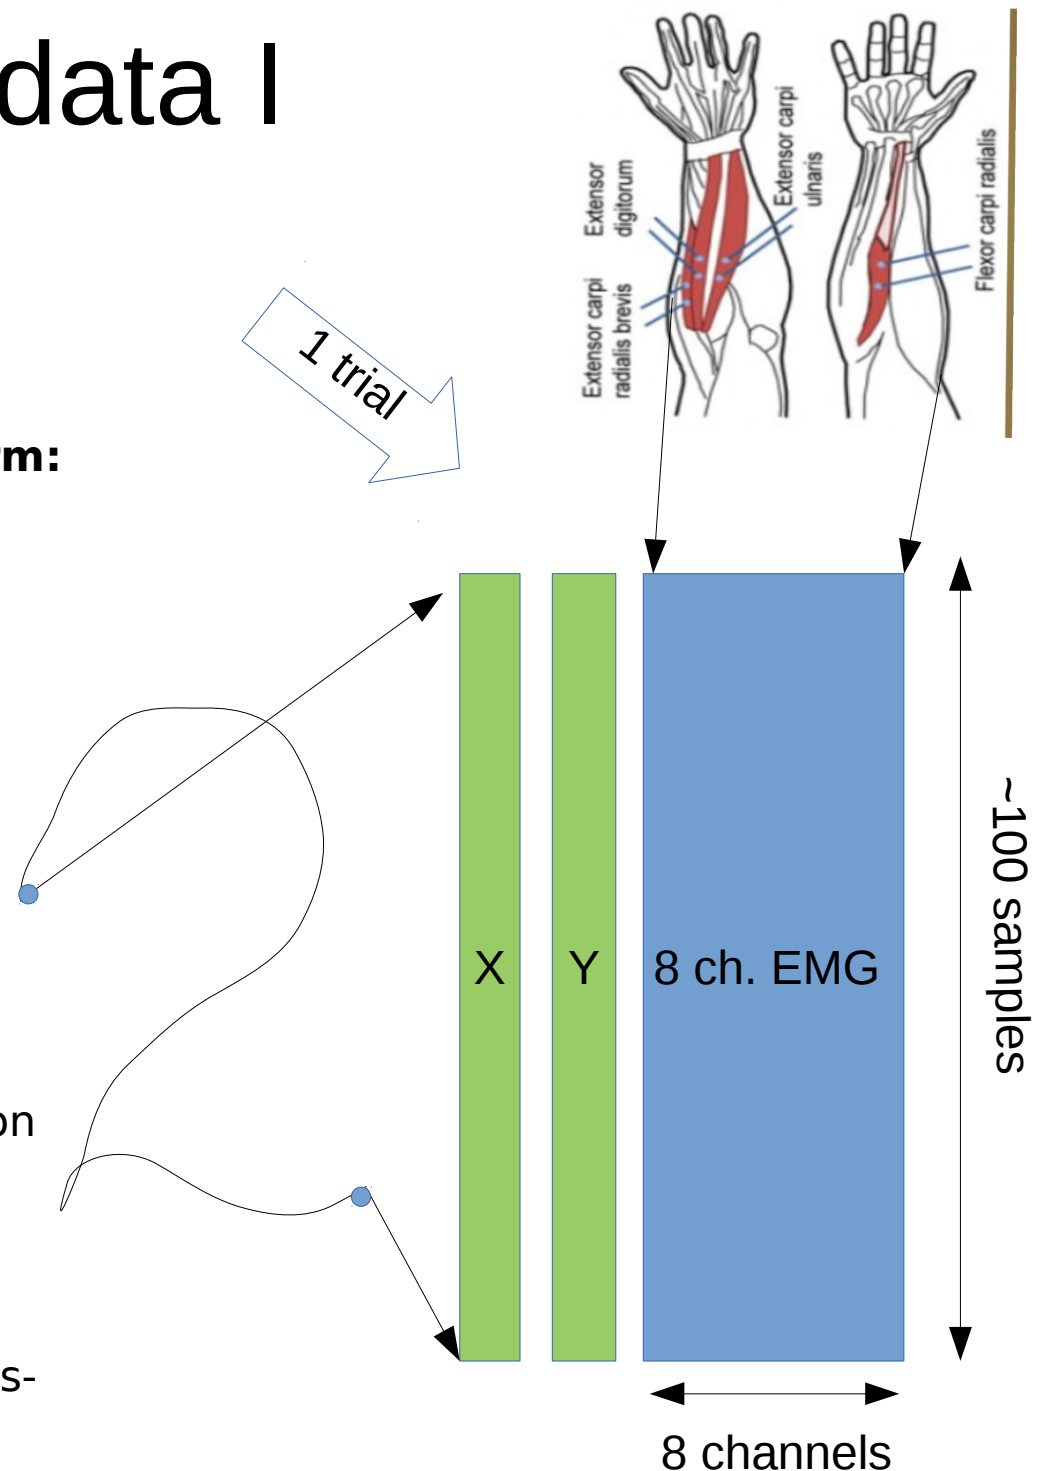 data I
Extensor
digitorum
Extensor carpi
ulnaris
Flexor carpi radialis
Extensor carpi
radialis brevis
1 trial
rm:
X
Y
8 ch. EMG
~100 samples
on
s-
8 channels